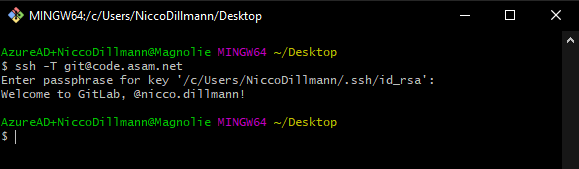 MINGW64:/c/Users/NiccoDillmann/Desktop
AzureAD+NiccoDillmann@Magnolie MINGW64 ~/Desktop
$ ssh -T git@code.asam.net
Enter passphrase for key '/c/Users/NiccoDillmann/.ssh/id_rsa':
Welcome to GitLab, @nicco.dillmann!
AzureAD+NiccoDillmann@Magnolie MINGW64 ~/Desktop
$